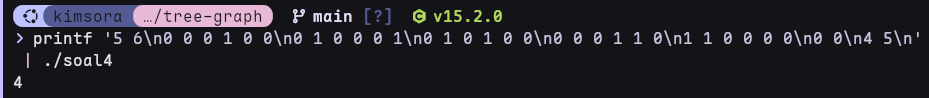 kimsora …/tree-graph main [?] v15.2.0
> printf '5 6\n0 0 0 1 0 0\n0 1 0 0 0 1\n0 1 0 1 0 0\n0 0 0 1 1 0\n1 1 0 0 0 0\n0 0\n4 5\n'
| ./soal4
4